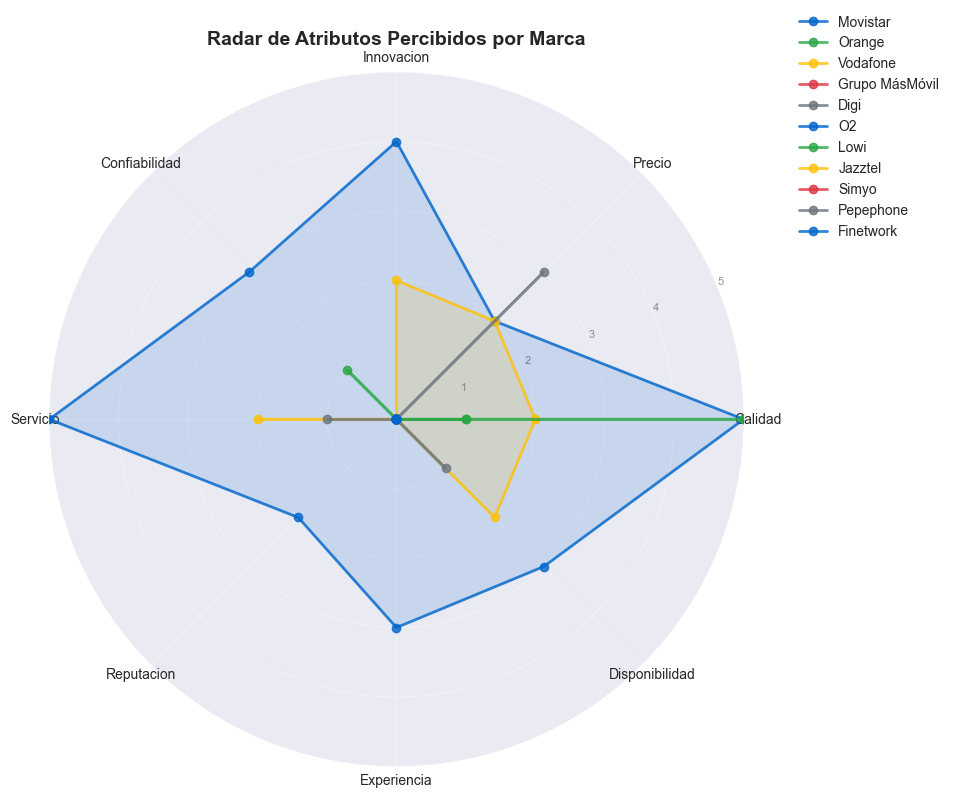 Radar de Atributos Percibidos por Marca
Movistar
Orange
Vodafone
Grupo MásMóvil
Digi
O2
Lowi
Jazztel
Simyo
Pepephone
Finetwork
Innovacion
Confiabilidad
Precio
5
4
3
2
1
Servicio
Calidad
Reputacion
Disponibilidad
Experiencia